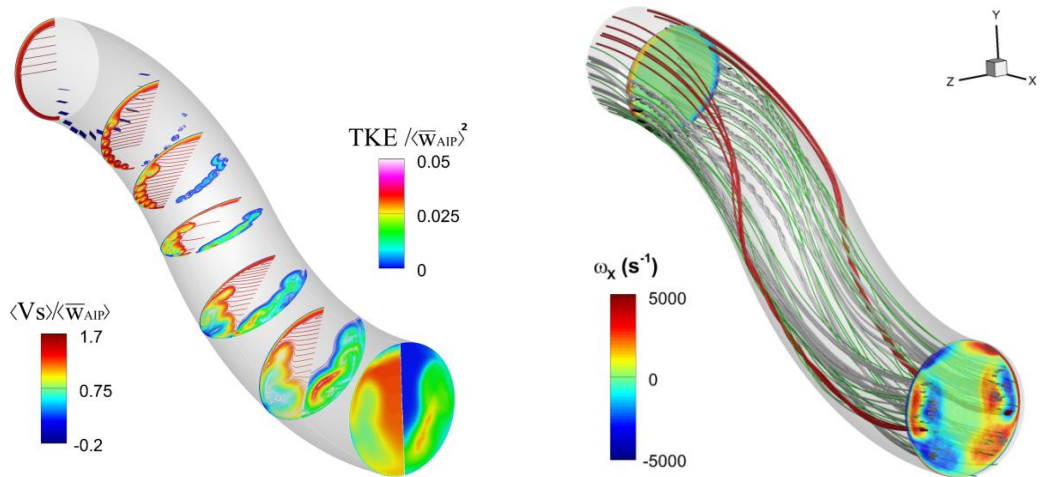 TKE /⟨w̅AIP⟩²
0.05
0.025
0
⟨Vs⟩/⟨w̅AIP⟩
1.7
0.75
-0.2
Y
Z
X
ωX (s⁻¹)
5000
0
-5000